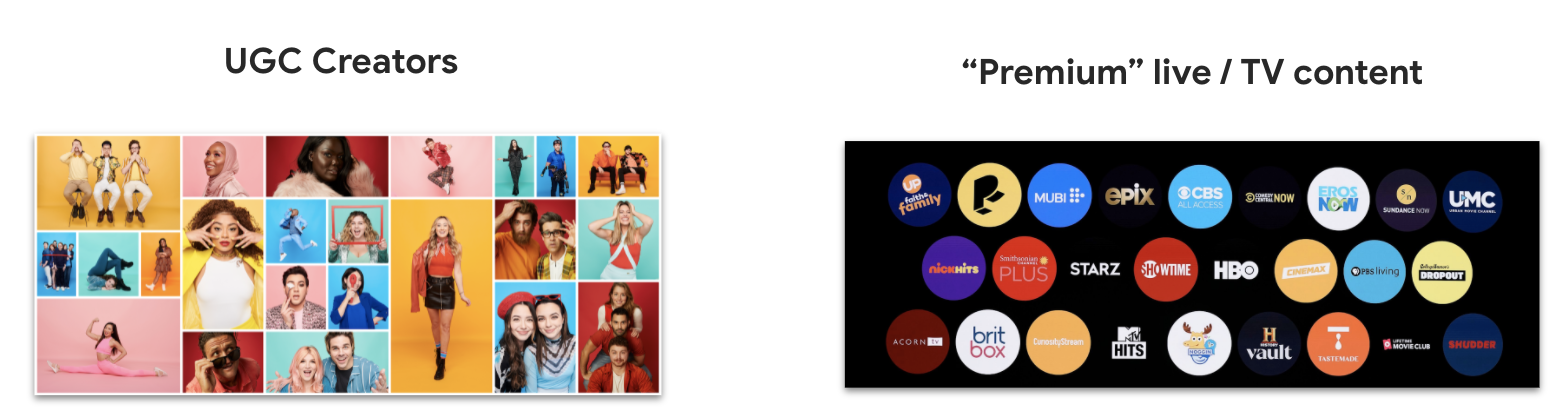 UGC Creators
“Premium” live / TV content
UP
faith&
family
MUBI
epix
CBS
ALL ACCESS
COMEDY
CENTRAL NOW
EROS
NOW
sn
SUNDANCE NOW
UMC
URBAN MOVIE CHANNEL
nickHITS
Smithsonian
CHANNEL
PLUS
STARZ
SHOWTIME
HBO
CINEMAX
PBS living
CollegeHumor's
DROPOUT
ACORN TV
brit
box
CuriosityStream
MTV
HITS
NOGGIN
H
HISTORY
vault
T
TASTEMADE
LIFETIME
MOVIE CLUB
SHUDDER